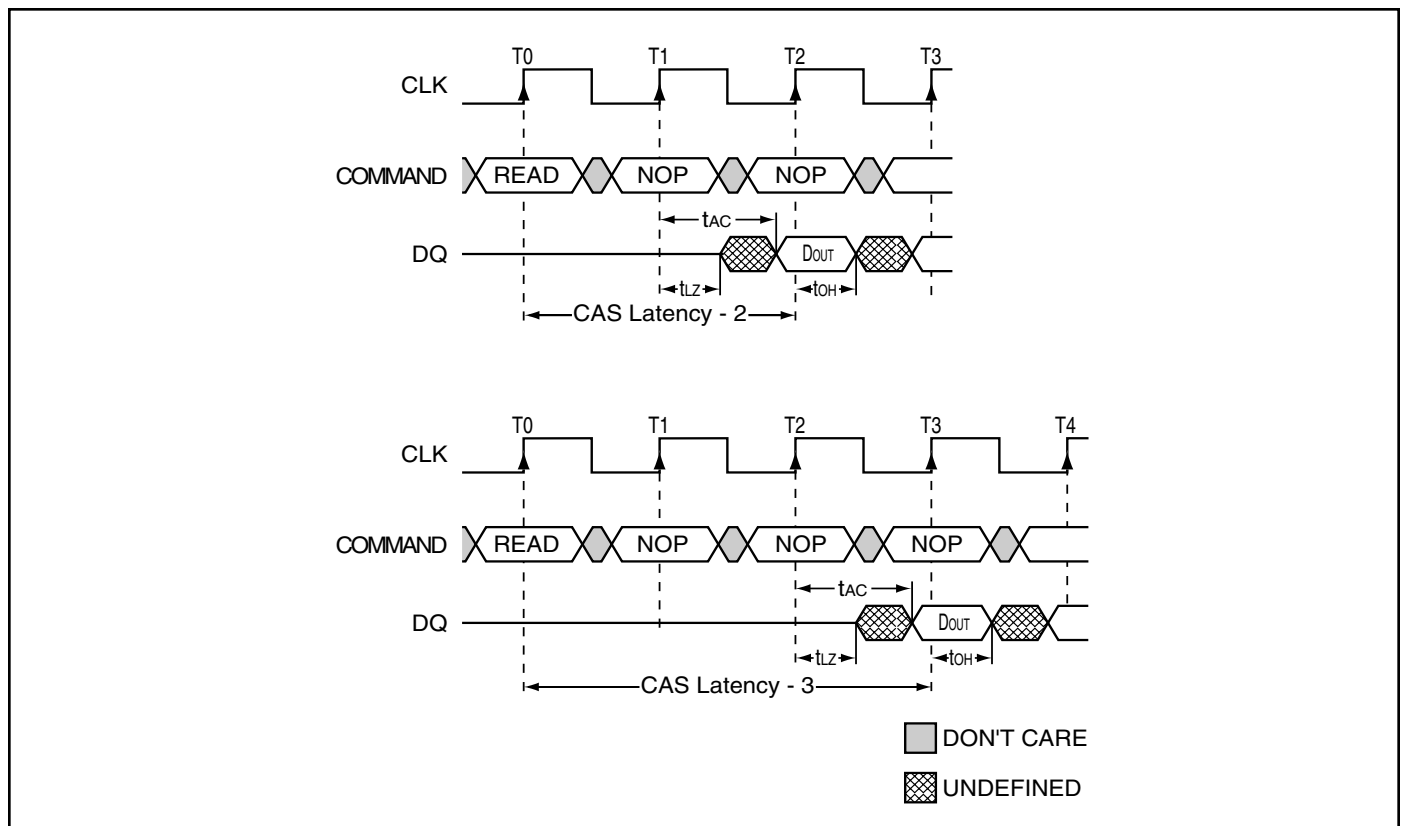 T0 T1 T2 T3
CLK
COMMAND READ NOP NOP
tAC
DQ DOUT
tLZ tOH
CAS Latency - 2
T0 T1 T2 T3 T4
CLK
COMMAND READ NOP NOP NOP
tAC
DQ DOUT
tLZ tOH
CAS Latency - 3
DON'T CARE
UNDEFINED